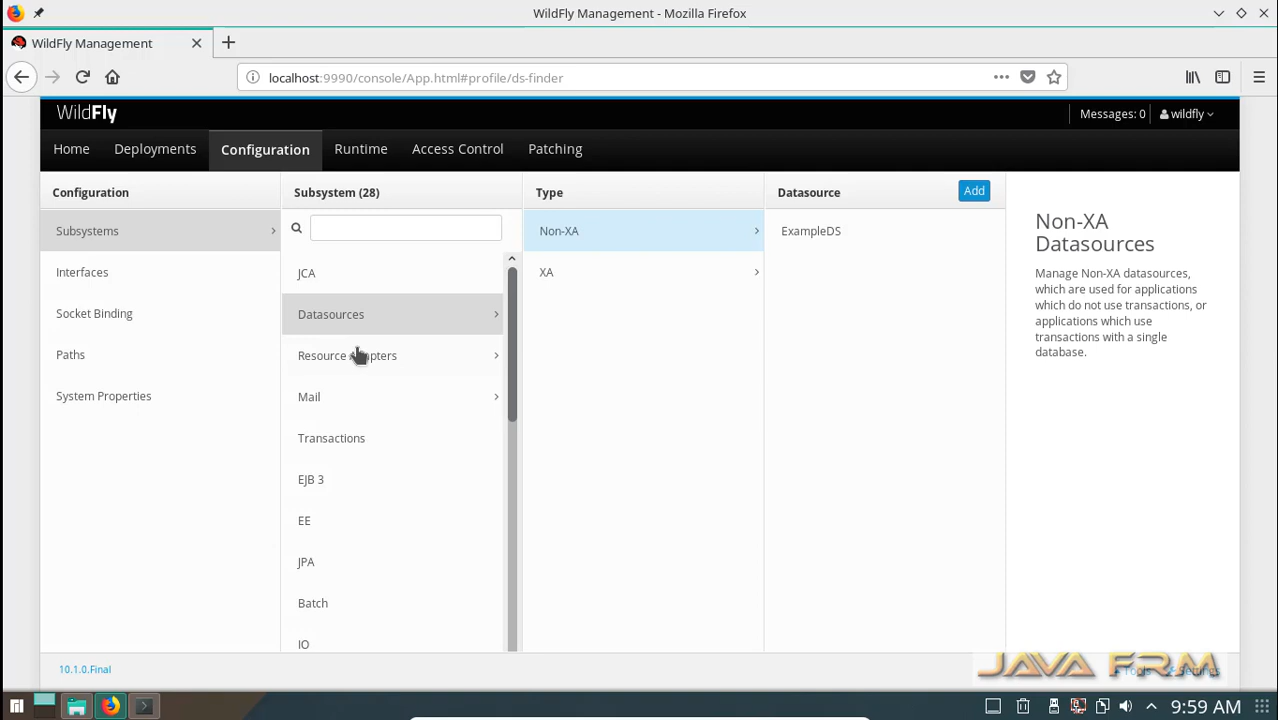 WildFly Management - Mozilla Firefox
WildFly Management
localhost:9990/console/App.html#profile/ds-finder
WildFly
Messages: 0
wildfly
Home
Deployments
Configuration
Runtime
Access Control
Patching
Configuration
Subsystem (28)
Type
Datasource
Add
Subsystems
Interfaces
Socket Binding
Paths
System Properties
JCA
Datasources
Resource Adapters
Mail
Transactions
EJB 3
EE
JPA
Batch
IO
Non-XA
XA
ExampleDS
Non-XA
Datasources
Manage Non-XA datasources,
which are used for applications
which do not use transactions, or
applications which use
transactions with a single
database.
10.1.0.Final
JAVA FRM
Tools
Settings
9:59 AM